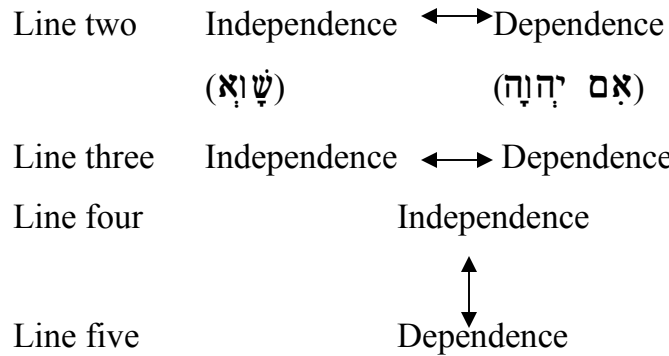 Line two Independence ⟷ Dependence
(שָׁוְא) (אִם יְהוָה)
Line three Independence ⟷ Dependence
Line four Independence
Line five Dependence